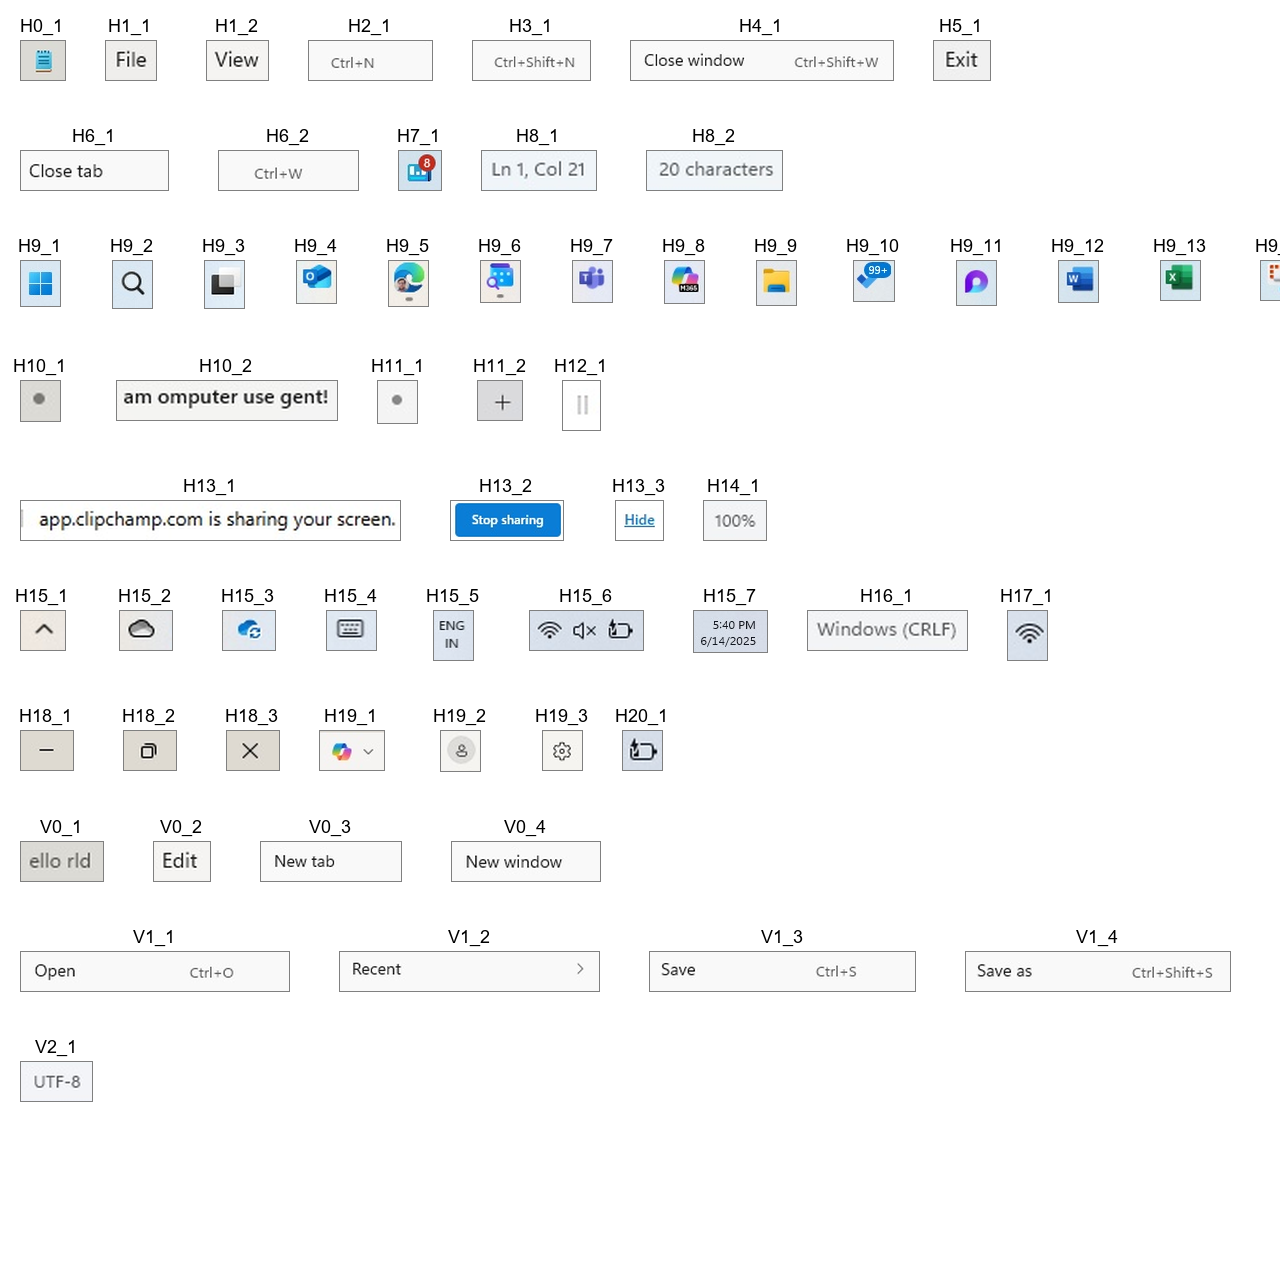 H0_1 H1_1 H1_2 H2_1 H3_1 H4_1 H5_1
File View Ctrl+N Ctrl+Shift+N Close window Ctrl+Shift+W Exit
H6_1 H6_2 H7_1 H8_1 H8_2
Close tab Ctrl+W 8 Ln 1, Col 21 20 characters
H9_1 H9_2 H9_3 H9_4 H9_5 H9_6 H9_7 H9_8 H9_9 H9_10 H9_11 H9_12 H9_13 H9_
T M365 99+ W X
H10_1 H10_2 H11_1 H11_2 H12_1
am omputer use gent!
H13_1 H13_2 H13_3 H14_1
app.clipchamp.com is sharing your screen. Stop sharing Hide 100%
H15_1 H15_2 H15_3 H15_4 H15_5 H15_6 H15_7 H16_1 H17_1
ENG 5:40 PM Windows (CRLF)
IN 6/14/2025
H18_1 H18_2 H18_3 H19_1 H19_2 H19_3 H20_1
V0_1 V0_2 V0_3 V0_4
ello rld Edit New tab New window
V1_1 V1_2 V1_3 V1_4
Open Ctrl+O Recent Save Ctrl+S Save as Ctrl+Shift+S
V2_1
UTF-8